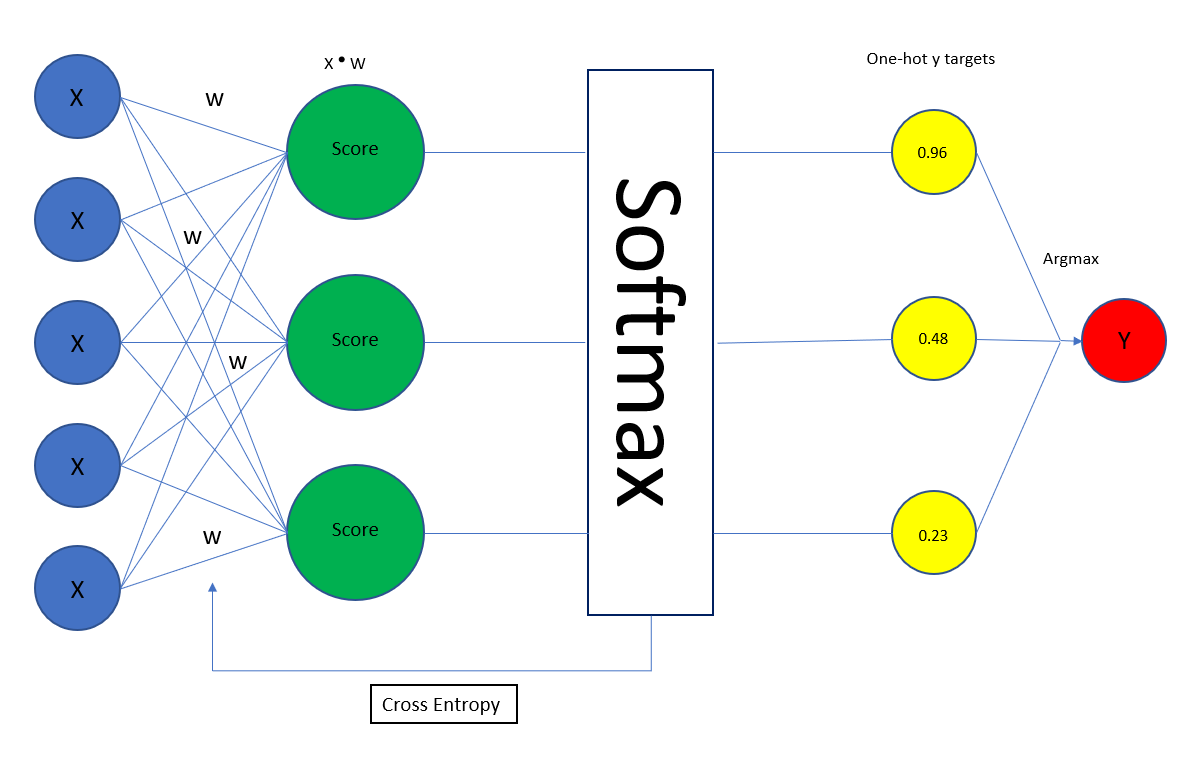 X
X
X
X
X
W
W
W
W
X • W
Score
Score
Score
Softmax
Cross Entropy
One-hot y targets
0.96
0.48
0.23
Argmax
Y